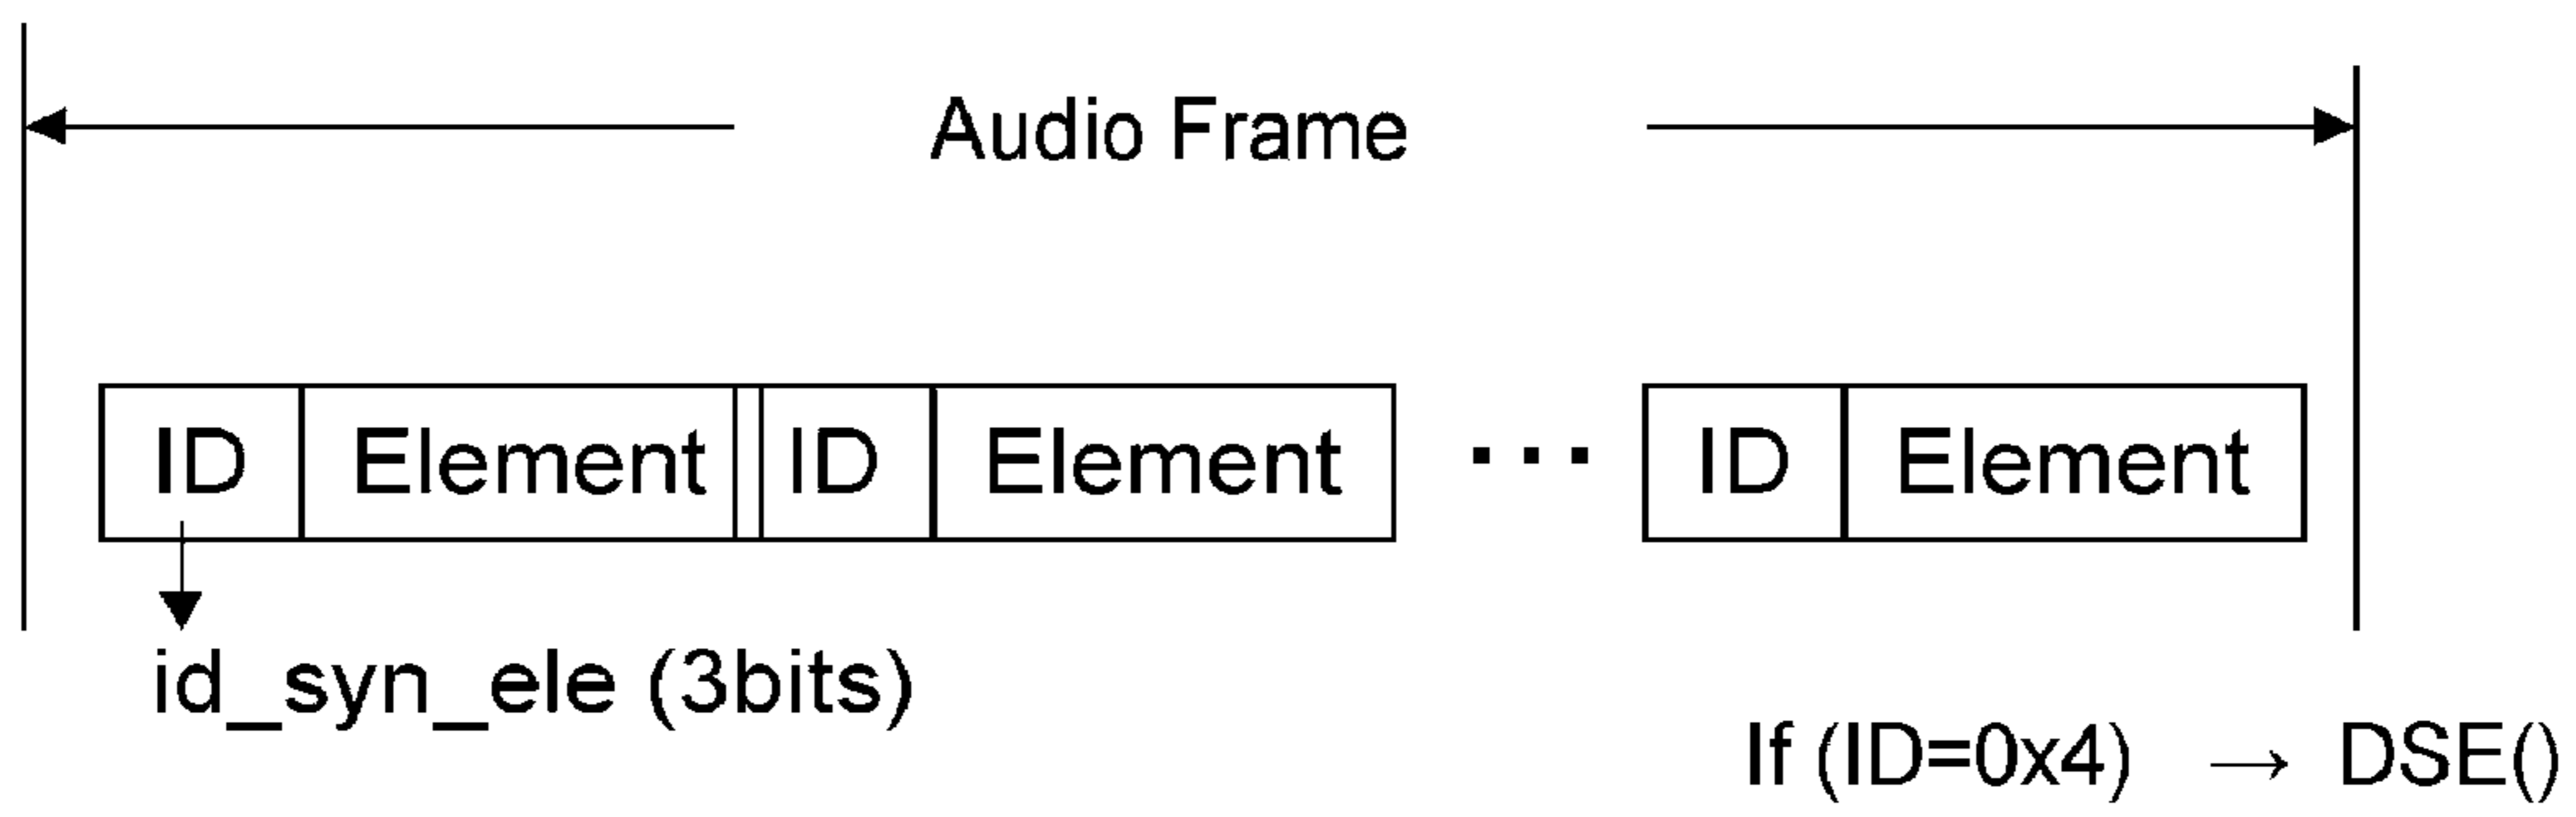 Audio Frame
ID Element ID Element ... ID Element
id_syn_ele (3bits)
If (ID=0x4) → DSE()